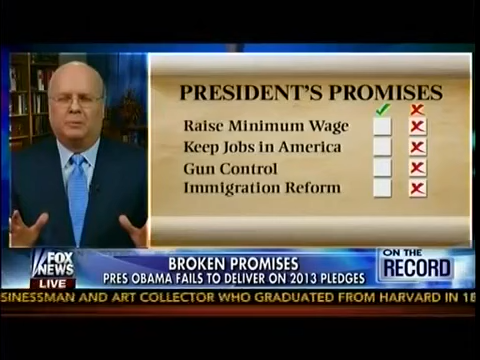 PRESIDENT'S PROMISES
Raise Minimum Wage
Keep Jobs in America
Gun Control
Immigration Reform
FOX
NEWS
LIVE
BROKEN PROMISES
PRES OBAMA FAILS TO DELIVER ON 2013 PLEDGES
ON THE
RECORD
SINESSMAN AND ART COLLECTOR WHO GRADUATED FROM HARVARD IN 18